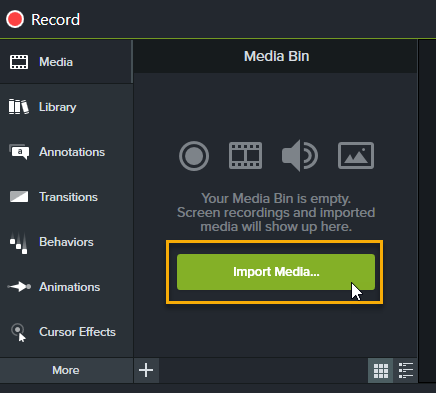 Record
Media
Media Bin
Library
a
Annotations
Transitions
Your Media Bin is empty.
Screen recordings and imported
media will show up here.
Behaviors
Import Media...
Animations
Cursor Effects
More